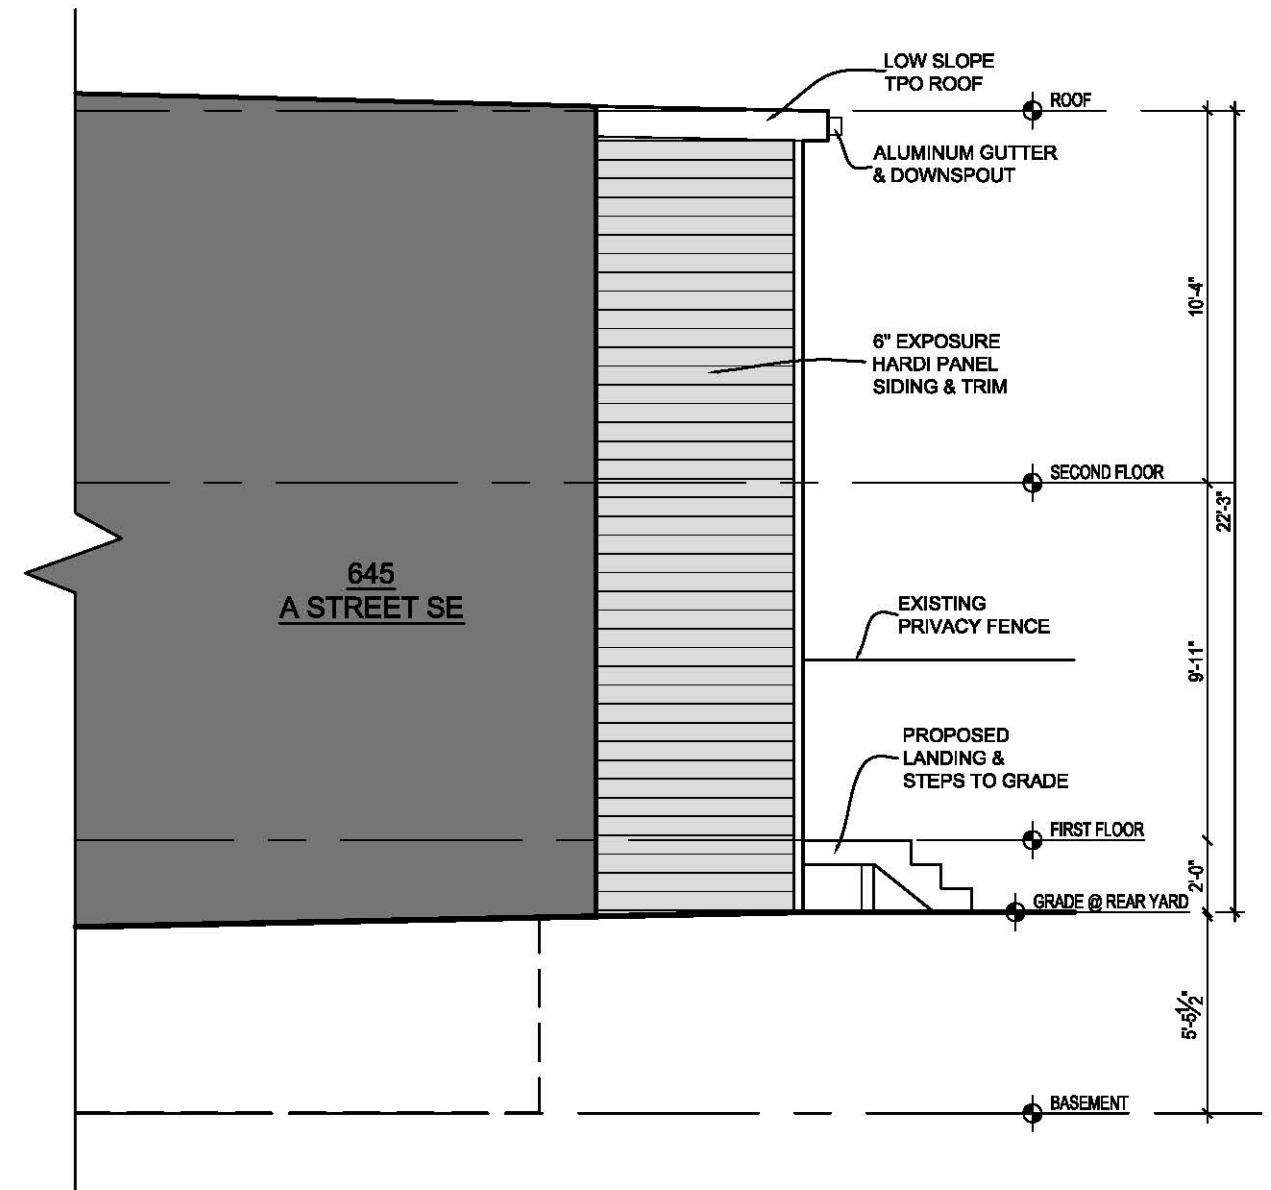 LOW SLOPE
TPO ROOF
ROOF
ALUMINUM GUTTER
& DOWNSPOUT
10'-4"
6" EXPOSURE
HARDI PANEL
SIDING & TRIM
SECOND FLOOR
22'-3"
645
A STREET SE
EXISTING
PRIVACY FENCE
9'-11"
PROPOSED
LANDING &
STEPS TO GRADE
FIRST FLOOR
2'-0"
GRADE @ REAR YARD
5'-5½"
BASEMENT